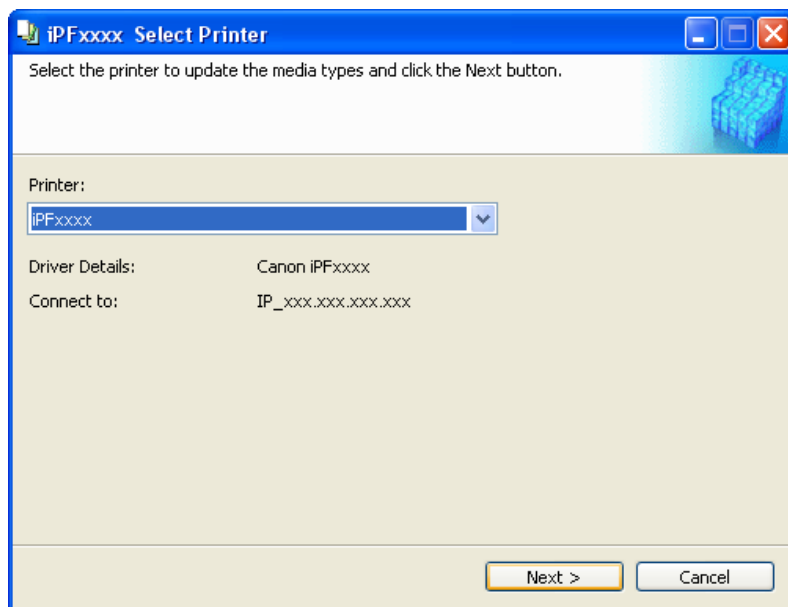 iPFxxxx Select Printer
Select the printer to update the media types and click the Next button.
Printer:
iPFxxxx
Driver Details: Canon iPFxxxx
Connect to: IP_xxx.xxx.xxx.xxx
Next > Cancel